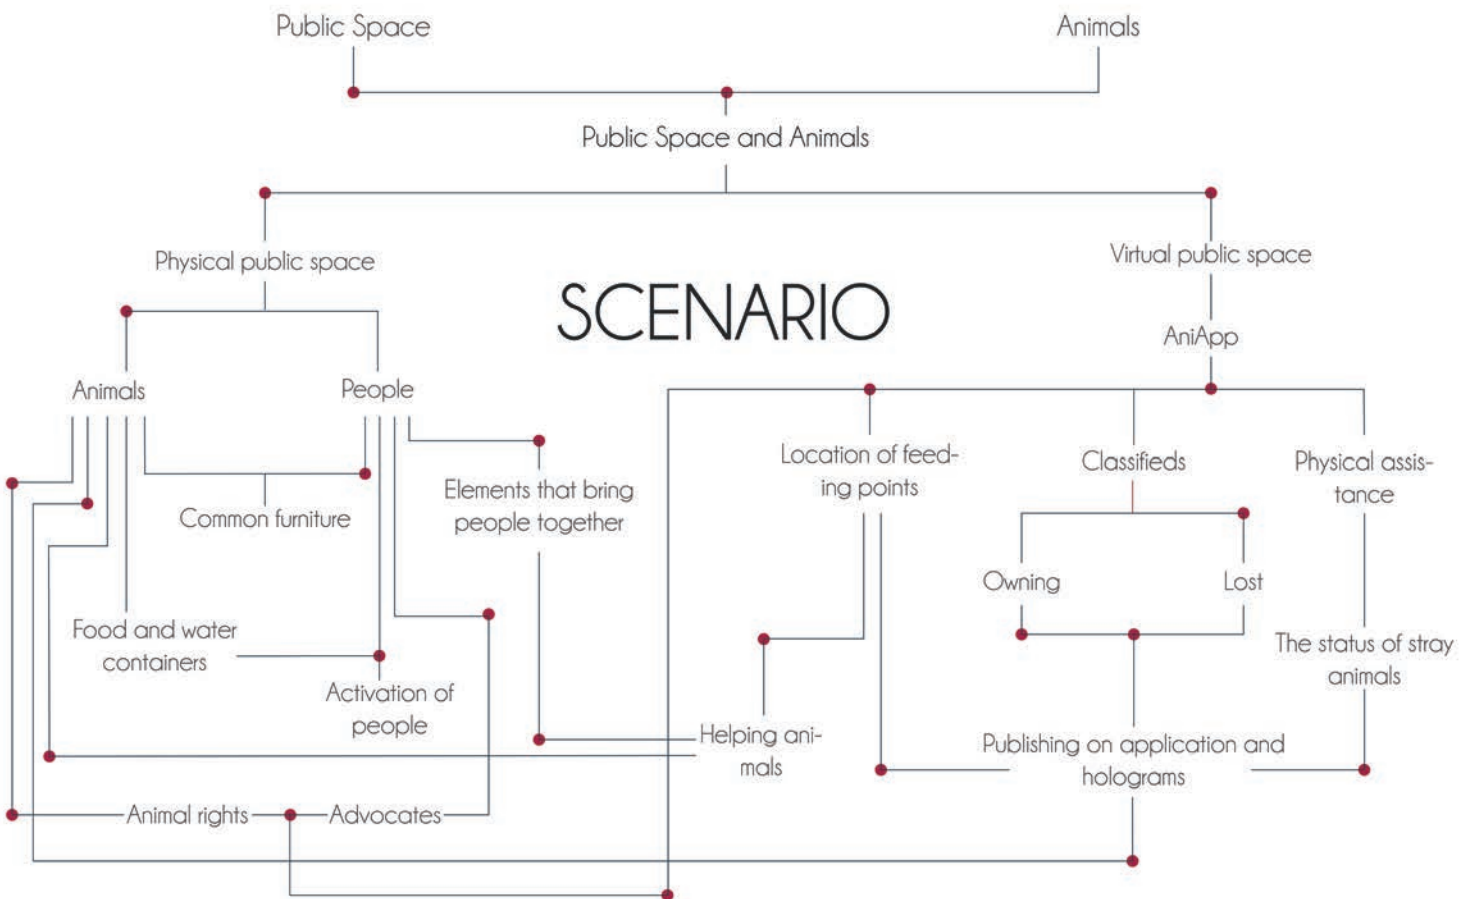 Public Space
Animals
Public Space and Animals
Physical public space
Virtual public space
SCENARIO
AniApp
Animals
People
Location of feed-
ing points
Classifieds
Physical assis-
tance
Elements that bring
people together
Common furniture
Owning
Lost
Food and water
containers
The status of stray
animals
Activation of
people
Helping ani-
mals
Publishing on application and
holograms
Animal rights
Advocates